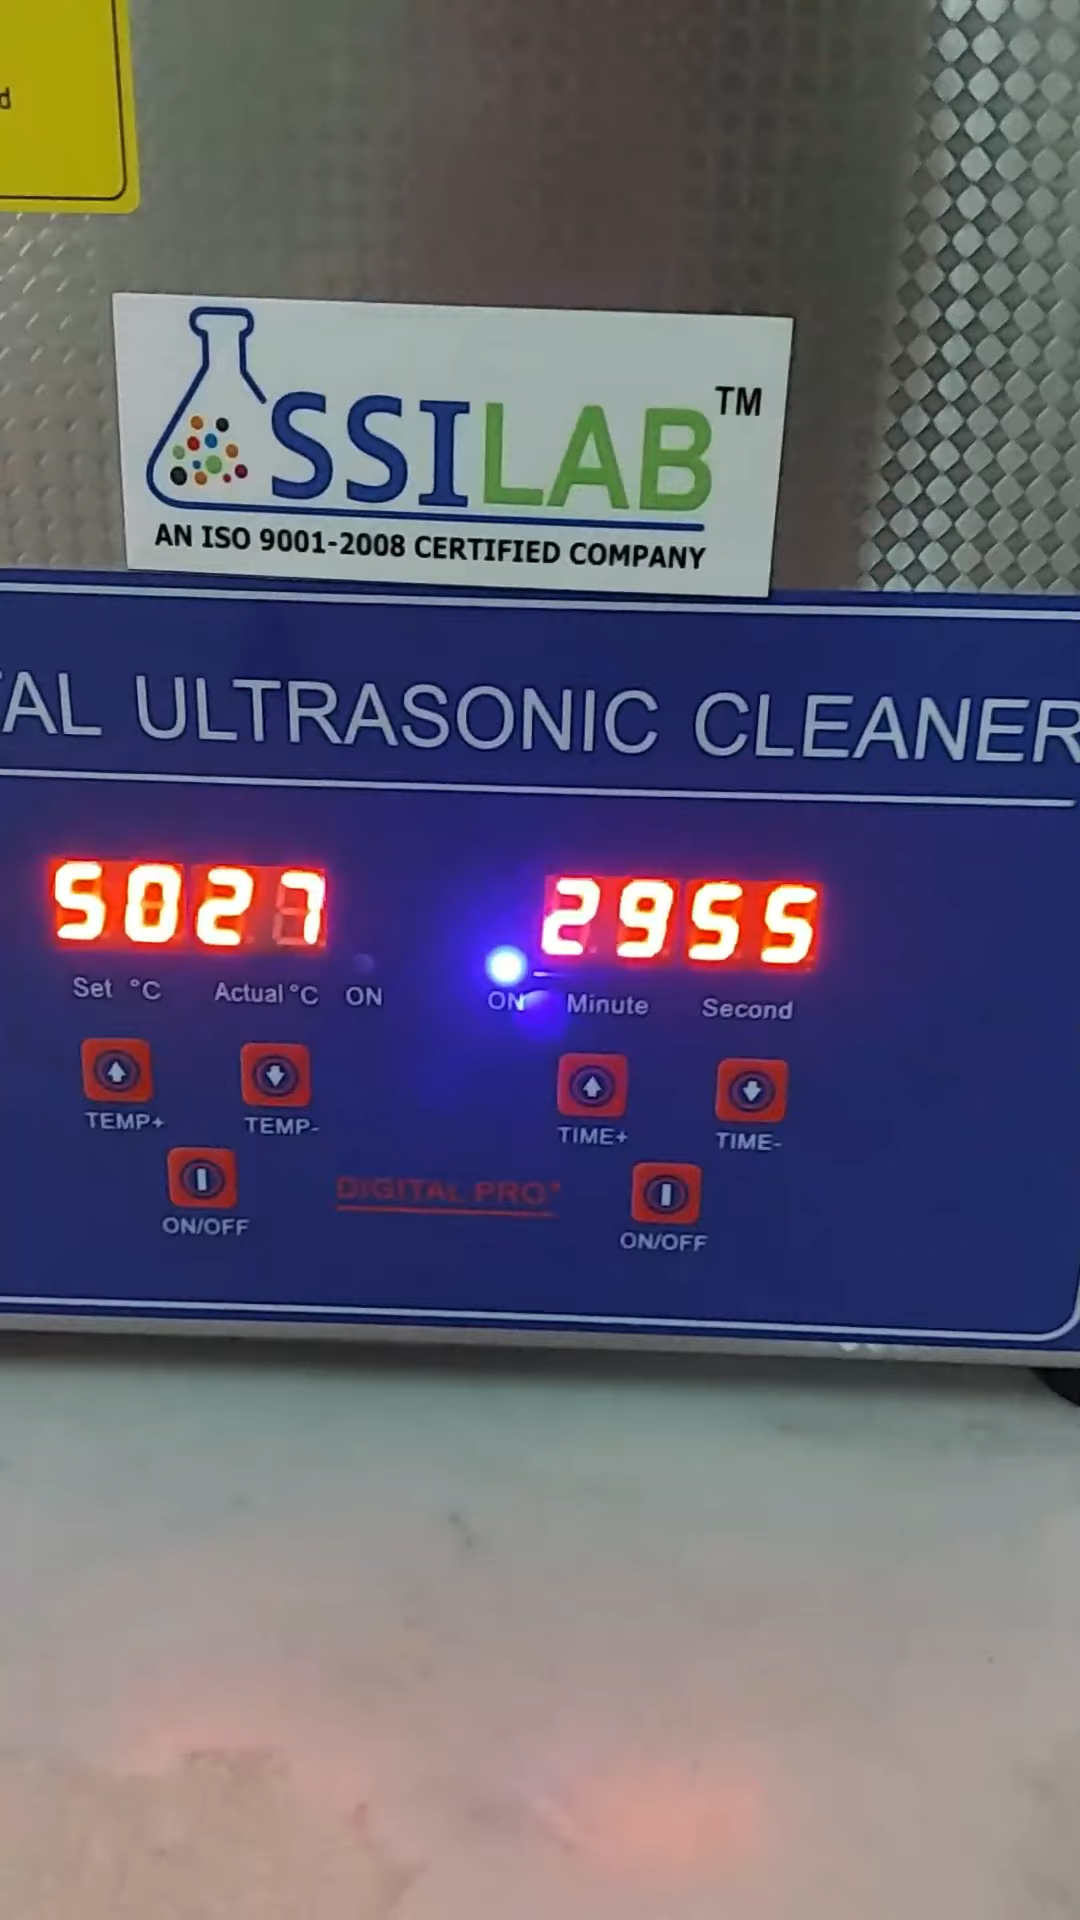 d
SSILAB™
AN ISO 9001-2008 CERTIFIED COMPANY
TAL ULTRASONIC CLEANER
5027 2955
Set °C Actual °C ON ON Minute Second
TEMP+ TEMP- TIME+ TIME-
ON/OFF DIGITAL PRO+ ON/OFF